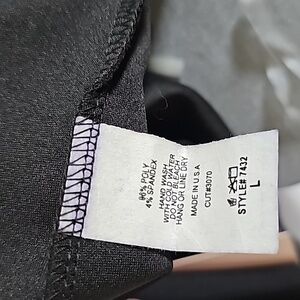 96% POLY
4% SPANDEX
HAND WASH
WITH COLD WATER
DO NOT BLEACH
HANG OR LINE DRY
MADE IN U.S.A
CUT#3070
STYLE# 7432
L